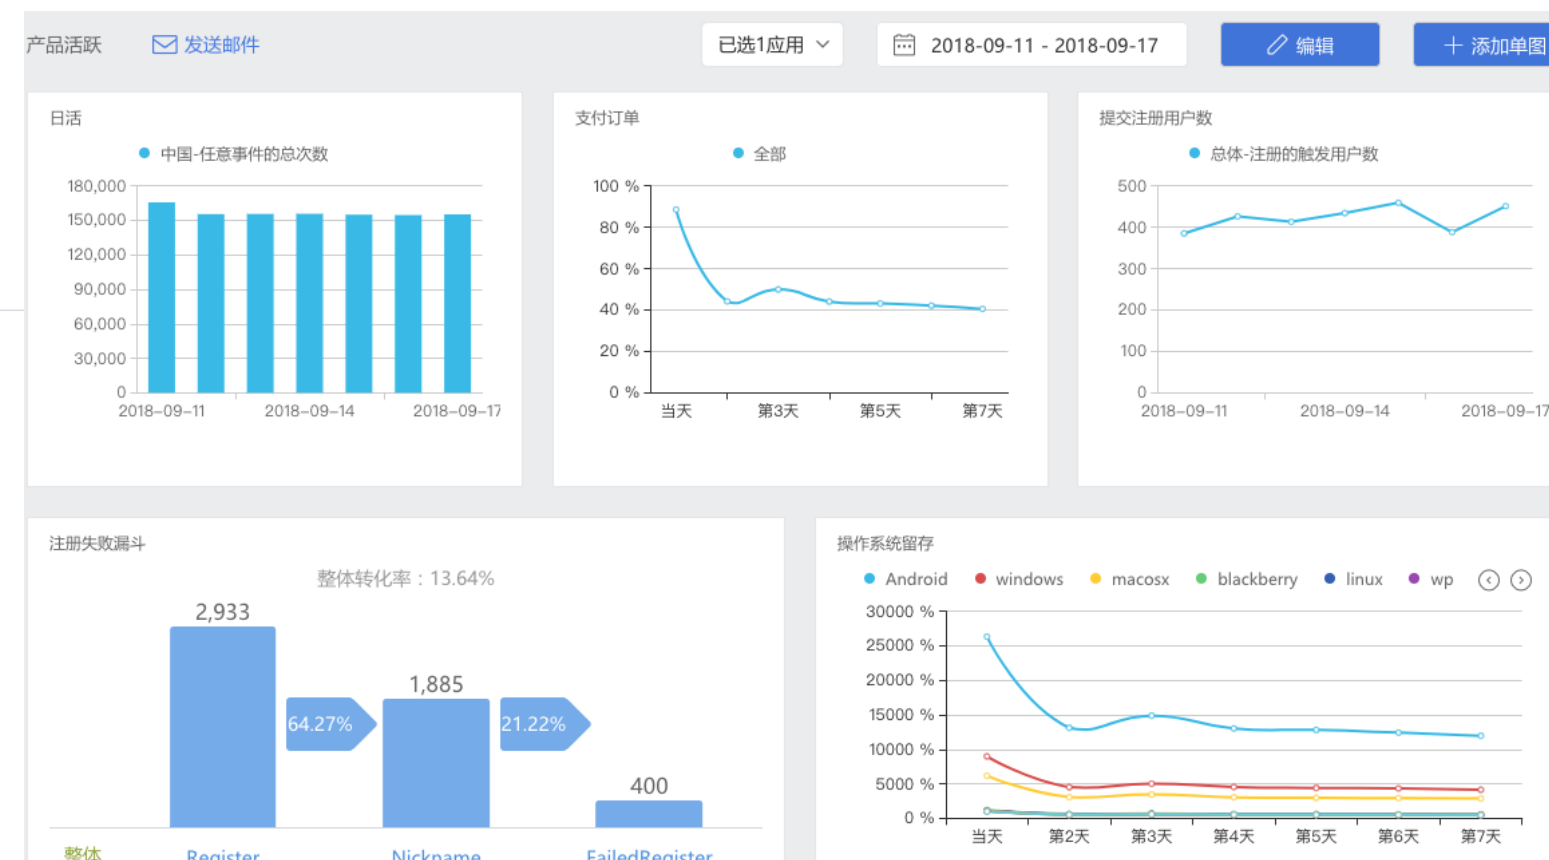 产品活跃 发送邮件 已选1应用 2018-09-11 - 2018-09-17 编辑 添加单图
日活
中国-任意事件的总次数
180,000
150,000
120,000
90,000
60,000
30,000
0
2018-09-11 2018-09-14 2018-09-17
支付订单
全部
100 %
80 %
60 %
40 %
20 %
0 %
当天 第3天 第5天 第7天
提交注册用户数
总体-注册的触发用户数
500
400
300
200
100
0
2018-09-11 2018-09-14 2018-09-17
注册失败漏斗
整体转化率：13.64%
2,933
1,885
64.27% 21.22%
400
整体 Register Nickname FailedRegister
操作系统留存
Android windows macosx blackberry linux wp
30000 %
25000 %
20000 %
15000 %
10000 %
5000 %
0 %
当天 第2天 第3天 第4天 第5天 第6天 第7天